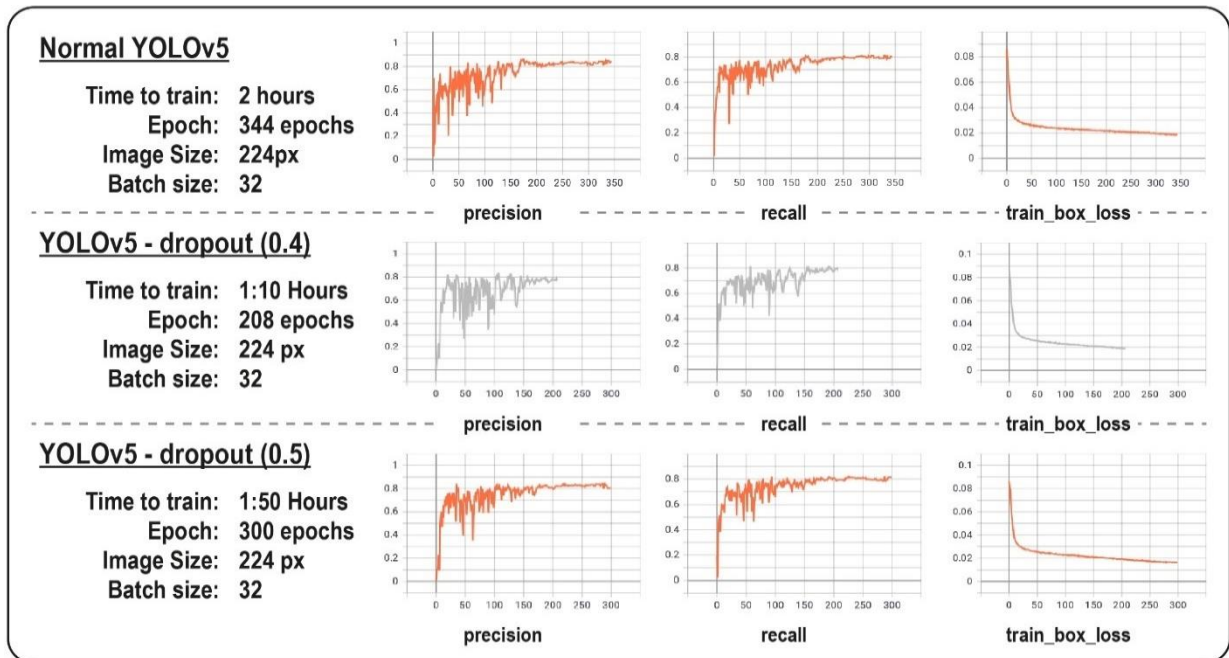 Normal YOLOv5
Time to train: 2 hours
Epoch: 344 epochs
Image Size: 224px
Batch size: 32
1
0.8
0.6
0.4
0.2
0
0 50 100 150 200 250 300 350
precision
0.8
0.6
0.4
0.2
0
0 50 100 150 200 250 300 350
recall
0.08
0.06
0.04
0.02
0
0 50 100 150 200 250 300 350
train_box_loss
YOLOv5 - dropout (0.4)
Time to train: 1:10 Hours
Epoch: 208 epochs
Image Size: 224 px
Batch size: 32
1
0.8
0.6
0.4
0.2
0
0 50 100 150 200 250 300
precision
0.8
0.6
0.4
0.2
0
0 50 100 150 200 250 300
recall
0.1
0.08
0.06
0.04
0.02
0
0 50 100 150 200 250 300
train_box_loss
YOLOv5 - dropout (0.5)
Time to train: 1:50 Hours
Epoch: 300 epochs
Image Size: 224 px
Batch size: 32
1
0.8
0.6
0.4
0.2
0
0 50 100 150 200 250 300
precision
0.8
0.6
0.4
0.2
0
0 50 100 150 200 250 300
recall
0.1
0.08
0.06
0.04
0.02
0
0 50 100 150 200 250 300
train_box_loss